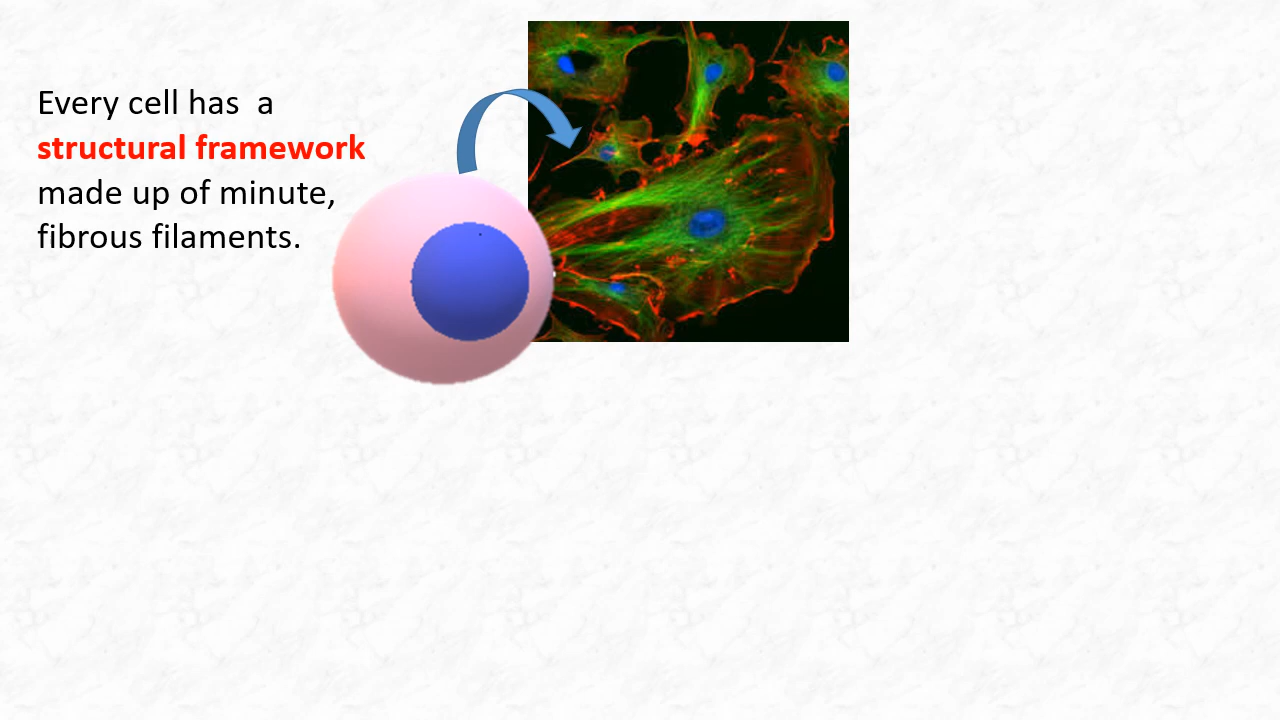 Every cell has  a
structural framework
made up of minute,
fibrous filaments.